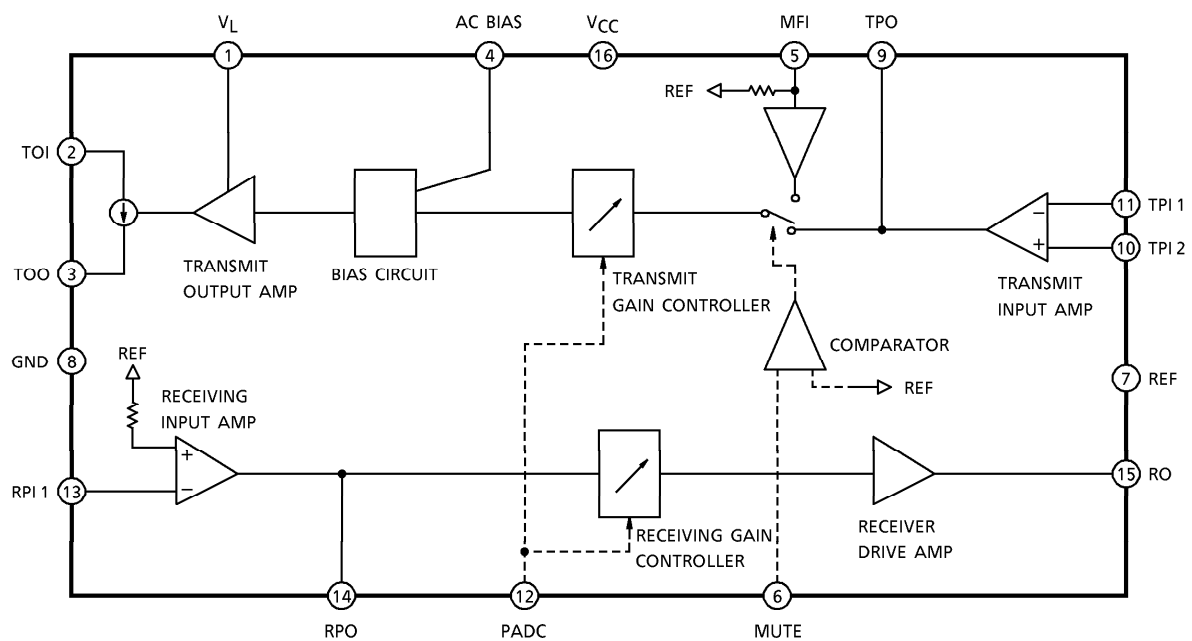 VL
AC BIAS
VCC
MFI
TPO
1
4
16
5
9
REF
TOI 2
11 TPI 1
−
10 TPI 2
+
TOO 3
TRANSMIT
OUTPUT AMP
BIAS CIRCUIT
TRANSMIT
GAIN CONTROLLER
TRANSMIT
INPUT AMP
COMPARATOR
GND 8
REF
7 REF
REF
RECEIVING
INPUT AMP
+
−
RPI 1 13
15 RO
RECEIVING GAIN
CONTROLLER
RECEIVER
DRIVE AMP
14
12
6
RPO
PADC
MUTE